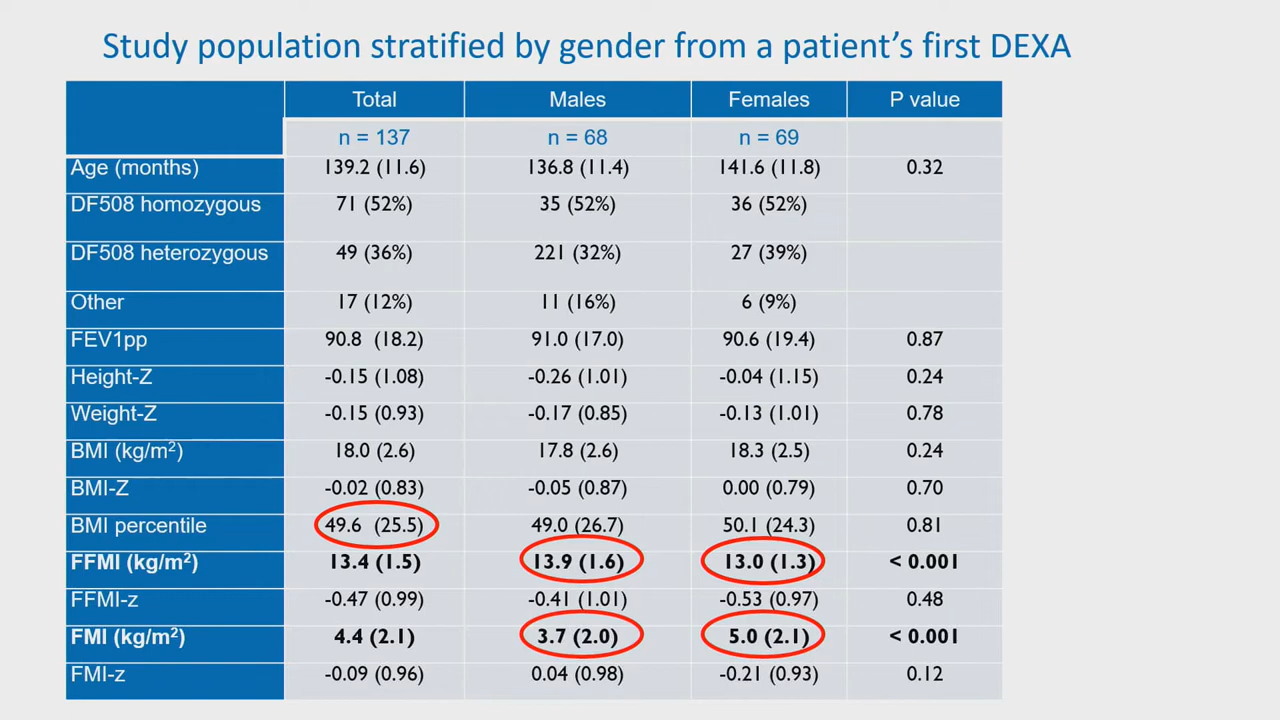 Study population stratified by gender from a patient's first DEXA
Total Males Females P value
n = 137 n = 68 n = 69
Age (months) 139.2 (11.6) 136.8 (11.4) 141.6 (11.8) 0.32
DF508 homozygous 71 (52%) 35 (52%) 36 (52%)
DF508 heterozygous 49 (36%) 221 (32%) 27 (39%)
Other 17 (12%) 11 (16%) 6 (9%)
FEV1pp 90.8 (18.2) 91.0 (17.0) 90.6 (19.4) 0.87
Height-Z -0.15 (1.08) -0.26 (1.01) -0.04 (1.15) 0.24
Weight-Z -0.15 (0.93) -0.17 (0.85) -0.13 (1.01) 0.78
BMI (kg/m²) 18.0 (2.6) 17.8 (2.6) 18.3 (2.5) 0.24
BMI-Z -0.02 (0.83) -0.05 (0.87) 0.00 (0.79) 0.70
BMI percentile 49.6 (25.5) 49.0 (26.7) 50.1 (24.3) 0.81
FFMI (kg/m²) 13.4 (1.5) 13.9 (1.6) 13.0 (1.3) < 0.001
FFMI-z -0.47 (0.99) -0.41 (1.01) -0.53 (0.97) 0.48
FMI (kg/m²) 4.4 (2.1) 3.7 (2.0) 5.0 (2.1) < 0.001
FMI-z -0.09 (0.96) 0.04 (0.98) -0.21 (0.93) 0.12